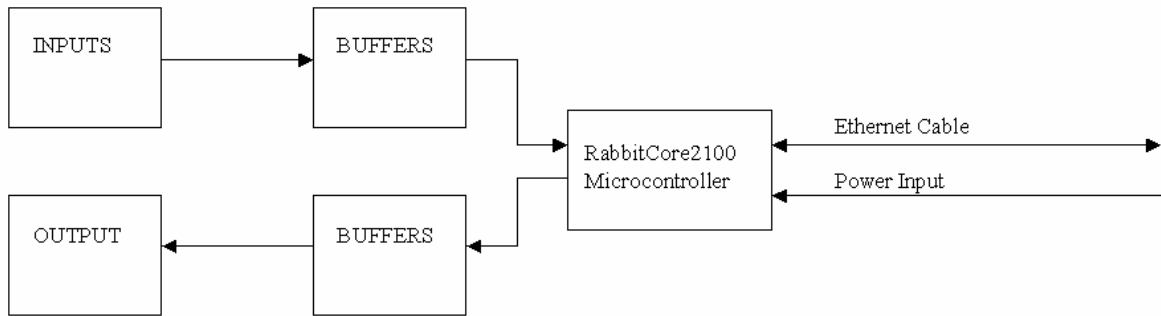 INPUTS
BUFFERS
Ethernet Cable
RabbitCore2100
Microcontroller
Power Input
OUTPUT
BUFFERS